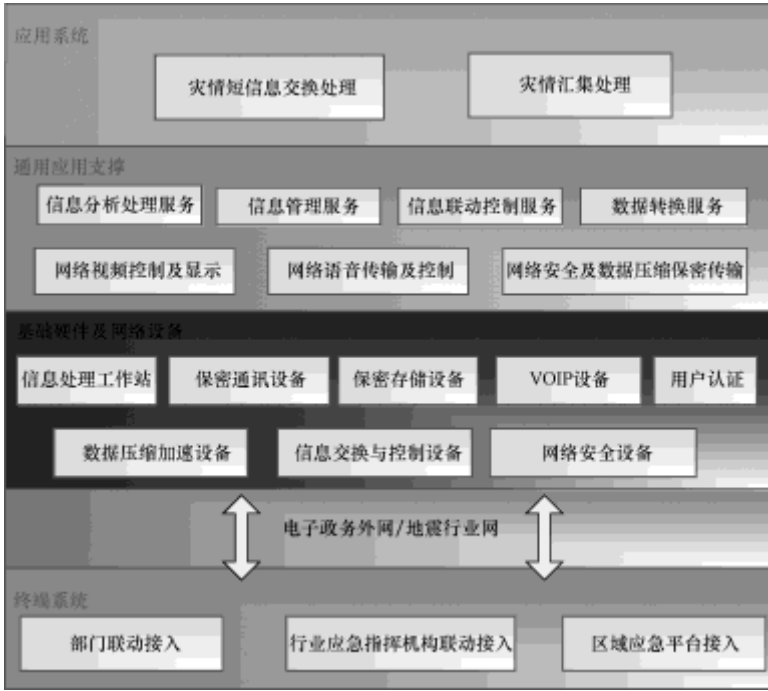 应用系统
灾情短信息交换处理
灾情汇集处理
通用应用支撑
信息分析处理服务
信息管理服务
信息联动控制服务
数据转换服务
网络视频控制及显示
网络语音传输及控制
网络安全及数据压缩保密传输
基础硬件及网络设备
信息处理工作站
保密通讯设备
保密存储设备
VOIP设备
用户认证
数据压缩加速设备
信息交换与控制设备
网络安全设备
电子政务外网/地震行业网
终端系统
部门联动接入
行业应急指挥机构联动接入
区域应急平台接入